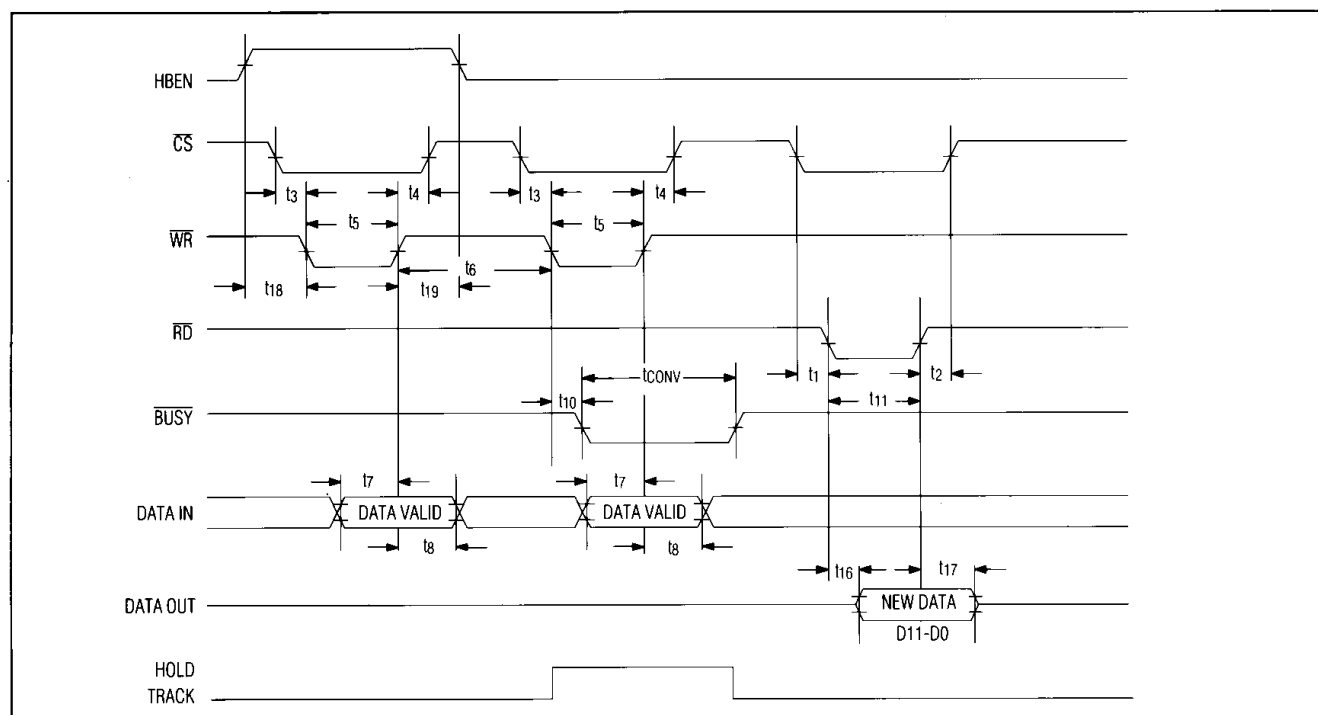 HBEN
CS
t3 t4 t3 t4
t5 t5
WR
t6
t18 t19
RD
tCONV
t1 t2
t10 t11
BUSY
t7 t7
DATA IN DATA VALID DATA VALID
t8 t8
t16 t17
DATA OUT NEW DATA
D11-D0
HOLD
TRACK